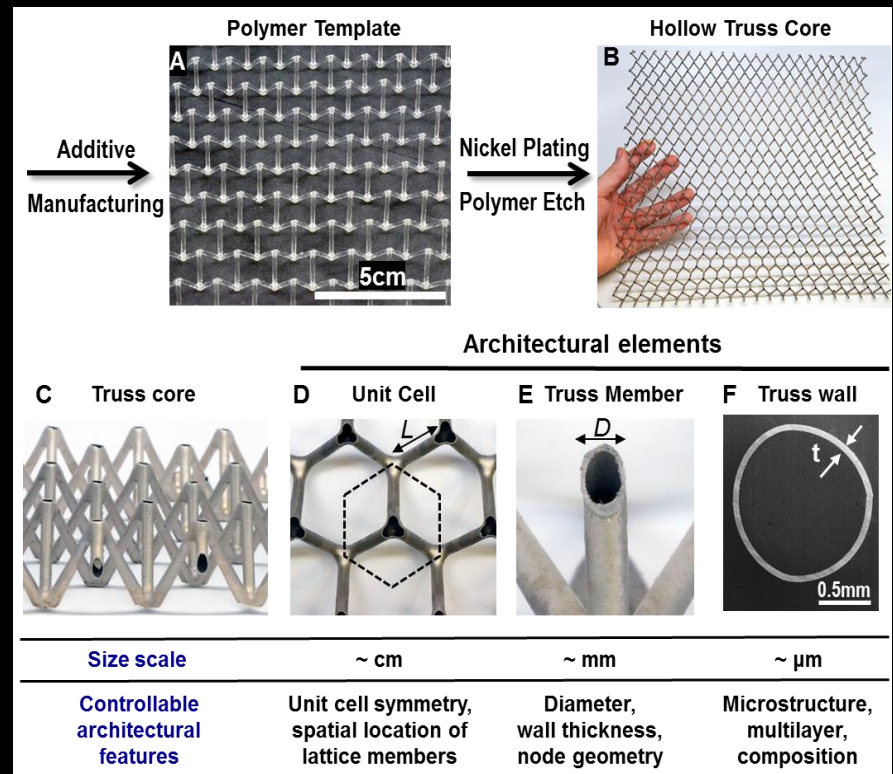 Polymer Template
Hollow Truss Core
A
B
Additive
Manufacturing
Nickel Plating
Polymer Etch
5cm
Architectural elements
C Truss core
D Unit Cell
E Truss Member
F Truss wall
L
D
t
0.5mm
Size scale
~ cm
~ mm
~ µm
Controllable
architectural
features
Unit cell symmetry,
spatial location of
lattice members
Diameter,
wall thickness,
node geometry
Microstructure,
multilayer,
composition